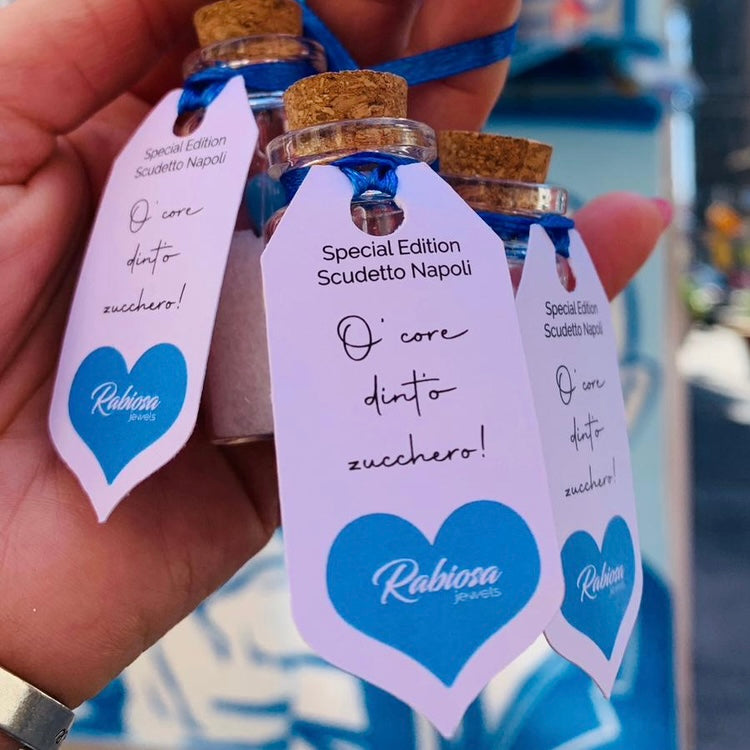 Special Edition
Scudetto Napoli
O' core
dint'o
zucchero!
Rabiosa
jewels
Special Edition
Scudetto Napoli
O' core
dint'o
zucchero!
Rabiosa
jewels
Special Edition
Scudetto Napoli
O' core
dint'o
zucchero!
Rabiosa
jewels